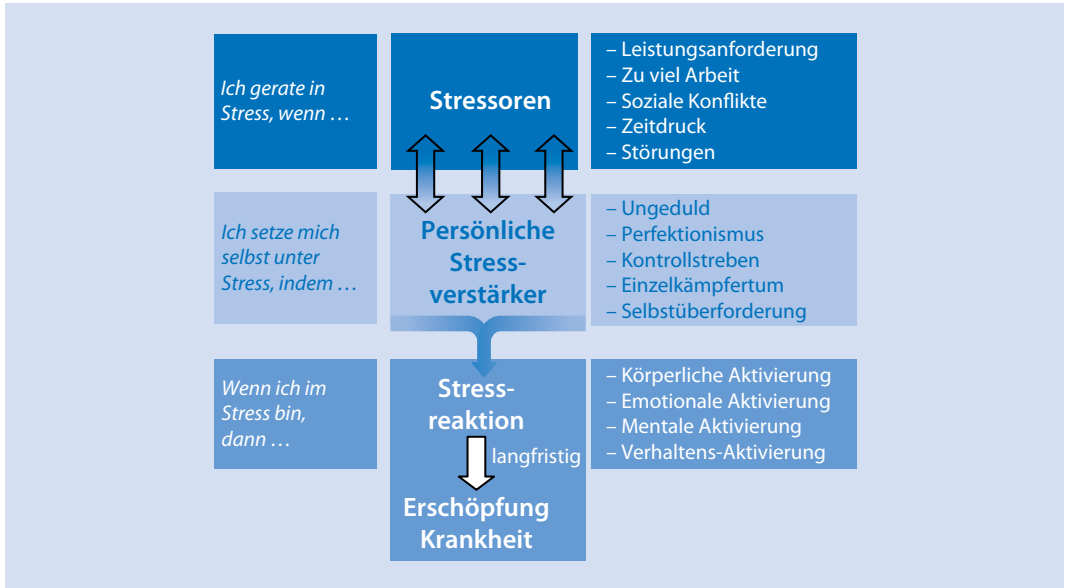 Ich gerate in
Stress, wenn …
Stressoren
– Leistungsanforderung
– Zu viel Arbeit
– Soziale Konflikte
– Zeitdruck
– Störungen
Ich setze mich
selbst unter
Stress, indem …
Persönliche
Stress-
verstärker
– Ungeduld
– Perfektionismus
– Kontrollstreben
– Einzelkämpfertum
– Selbstüberforderung
Wenn ich im
Stress bin,
dann …
Stress-
reaktion
langfristig
Erschöpfung
Krankheit
– Körperliche Aktivierung
– Emotionale Aktivierung
– Mentale Aktivierung
– Verhaltens-Aktivierung